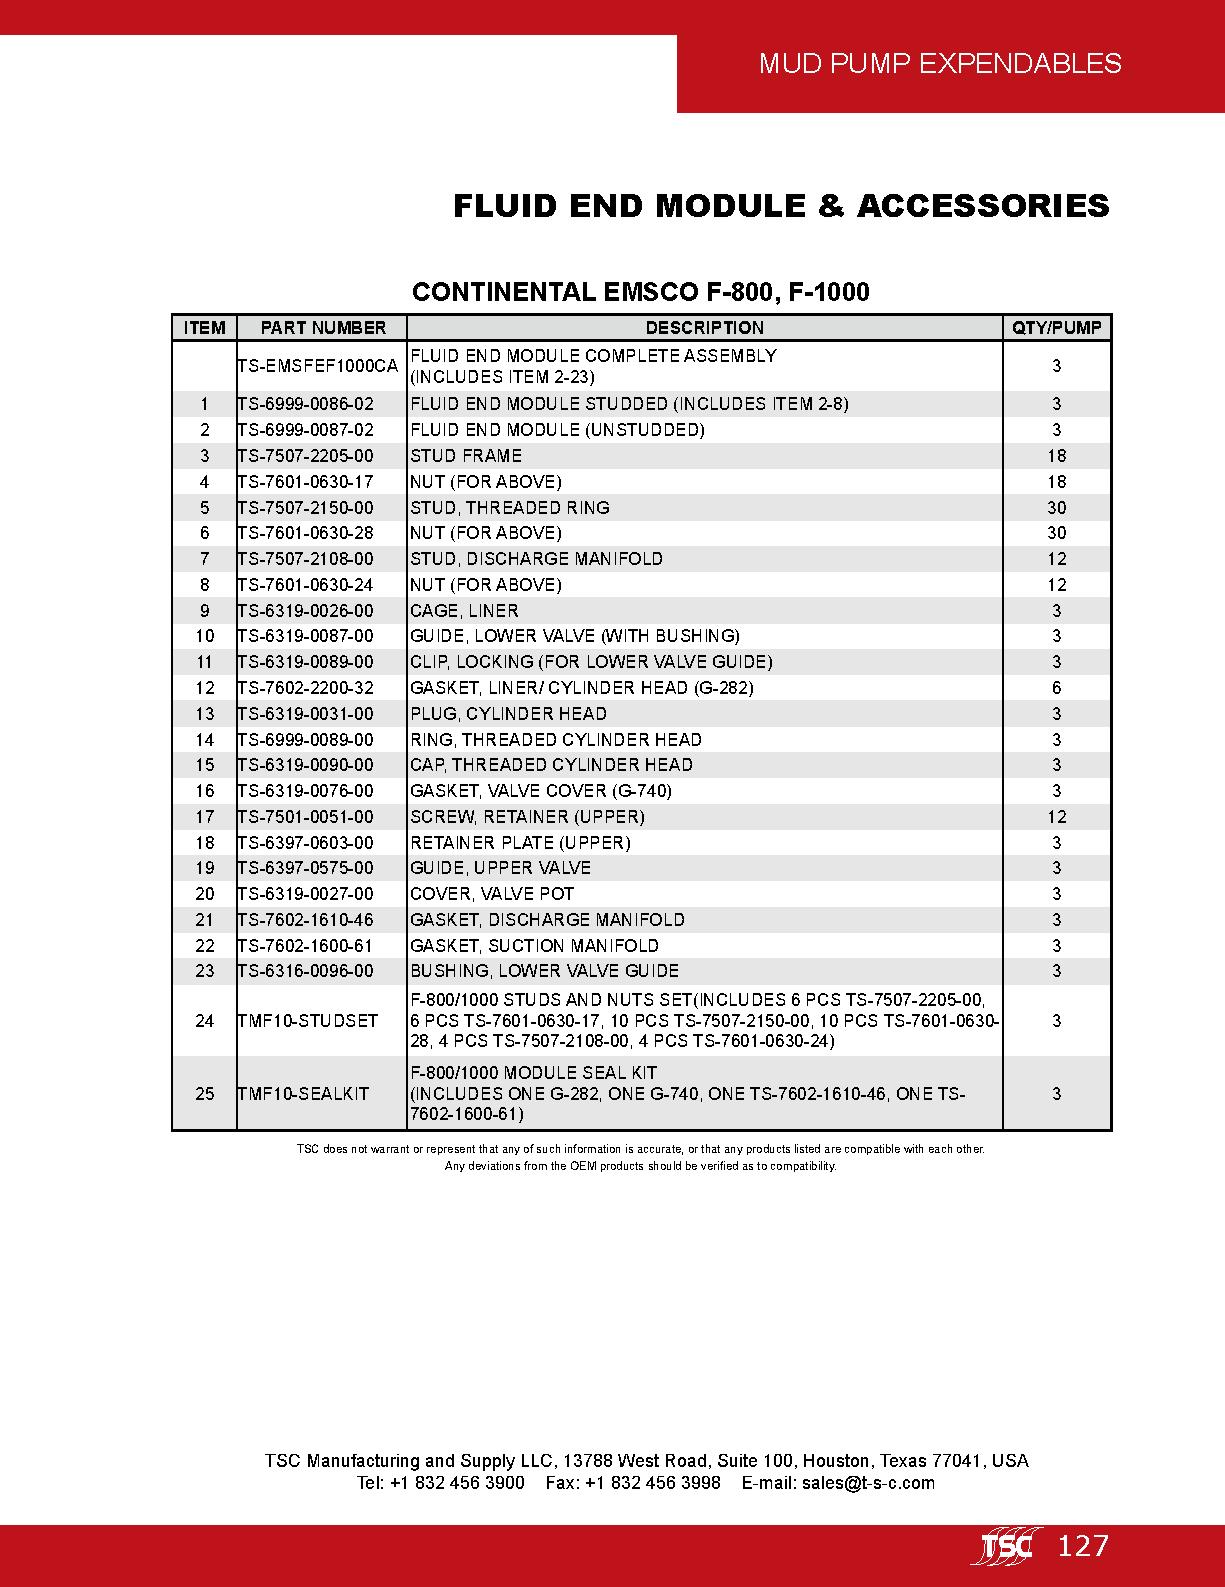 MUD PUMP EXPENDABLES
FLUID END MODULE & ACCESSORIES
CONTINENTAL EMSCO F-800, F-1000
ITEM PART NUMBER DESCRIPTION QTY/PUMP
TS-EMSFEF1000CA FLUID END MODULE COMPLETE ASSEMBLY
(INCLUDES ITEM 2-23) 3
1 TS-6999-0086-02 FLUID END MODULE STUDDED (INCLUDES ITEM 2-8) 3
2 TS-6999-0087-02 FLUID END MODULE (UNSTUDDED) 3
3 TS-7507-2205-00 STUD FRAME 18
4 TS-7601-0630-17 NUT (FOR ABOVE) 18
5 TS-7507-2150-00 STUD, THREADED RING 30
6 TS-7601-0630-28 NUT (FOR ABOVE) 30
7 TS-7507-2108-00 STUD, DISCHARGE MANIFOLD 12
8 TS-7601-0630-24 NUT (FOR ABOVE) 12
9 TS-6319-0026-00 CAGE, LINER 3
10 TS-6319-0087-00 GUIDE, LOWER VALVE (WITH BUSHING) 3
11 TS-6319-0089-00 CLIP, LOCKING (FOR LOWER VALVE GUIDE) 3
12 TS-7602-2200-32 GASKET, LINER/ CYLINDER HEAD (G-282) 6
13 TS-6319-0031-00 PLUG, CYLINDER HEAD 3
14 TS-6999-0089-00 RING, THREADED CYLINDER HEAD 3
15 TS-6319-0090-00 CAP, THREADED CYLINDER HEAD 3
16 TS-6319-0076-00 GASKET, VALVE COVER (G-740) 3
17 TS-7501-0051-00 SCREW, RETAINER (UPPER) 12
18 TS-6397-0603-00 RETAINER PLATE (UPPER) 3
19 TS-6397-0575-00 GUIDE, UPPER VALVE 3
20 TS-6319-0027-00 COVER, VALVE POT 3
21 TS-7602-1610-46 GASKET, DISCHARGE MANIFOLD 3
22 TS-7602-1600-61 GASKET, SUCTION MANIFOLD 3
23 TS-6316-0096-00 BUSHING, LOWER VALVE GUIDE 3
F-800/1000 STUDS AND NUTS SET(INCLUDES 6 PCS TS-7507-2205-00,
24 TMF10-STUDSET 6 PCS TS-7601-0630-17, 10 PCS TS-7507-2150-00, 10 PCS TS-7601-0630- 3
28, 4 PCS TS-7507-2108-00, 4 PCS TS-7601-0630-24)
F-800/1000 MODULE SEAL KIT
25 TMF10-SEALKIT (INCLUDES ONE G-282, ONE G-740, ONE TS-7602-1610-46, ONE TS- 3
7602-1600-61)
TSC does not warrant or represent that any of such information is accurate, or that any products listed are compatible with each other.
Any deviations from the OEM products should be verified as to compatibility.
TSC Manufacturing and Supply LLC, 13788 West Road, Suite 100, Houston, Texas 77041, USA
Tel: +1 832 456 3900 Fax: +1 832 456 3998 E-mail: sales@t-s-c.com
TSC 127